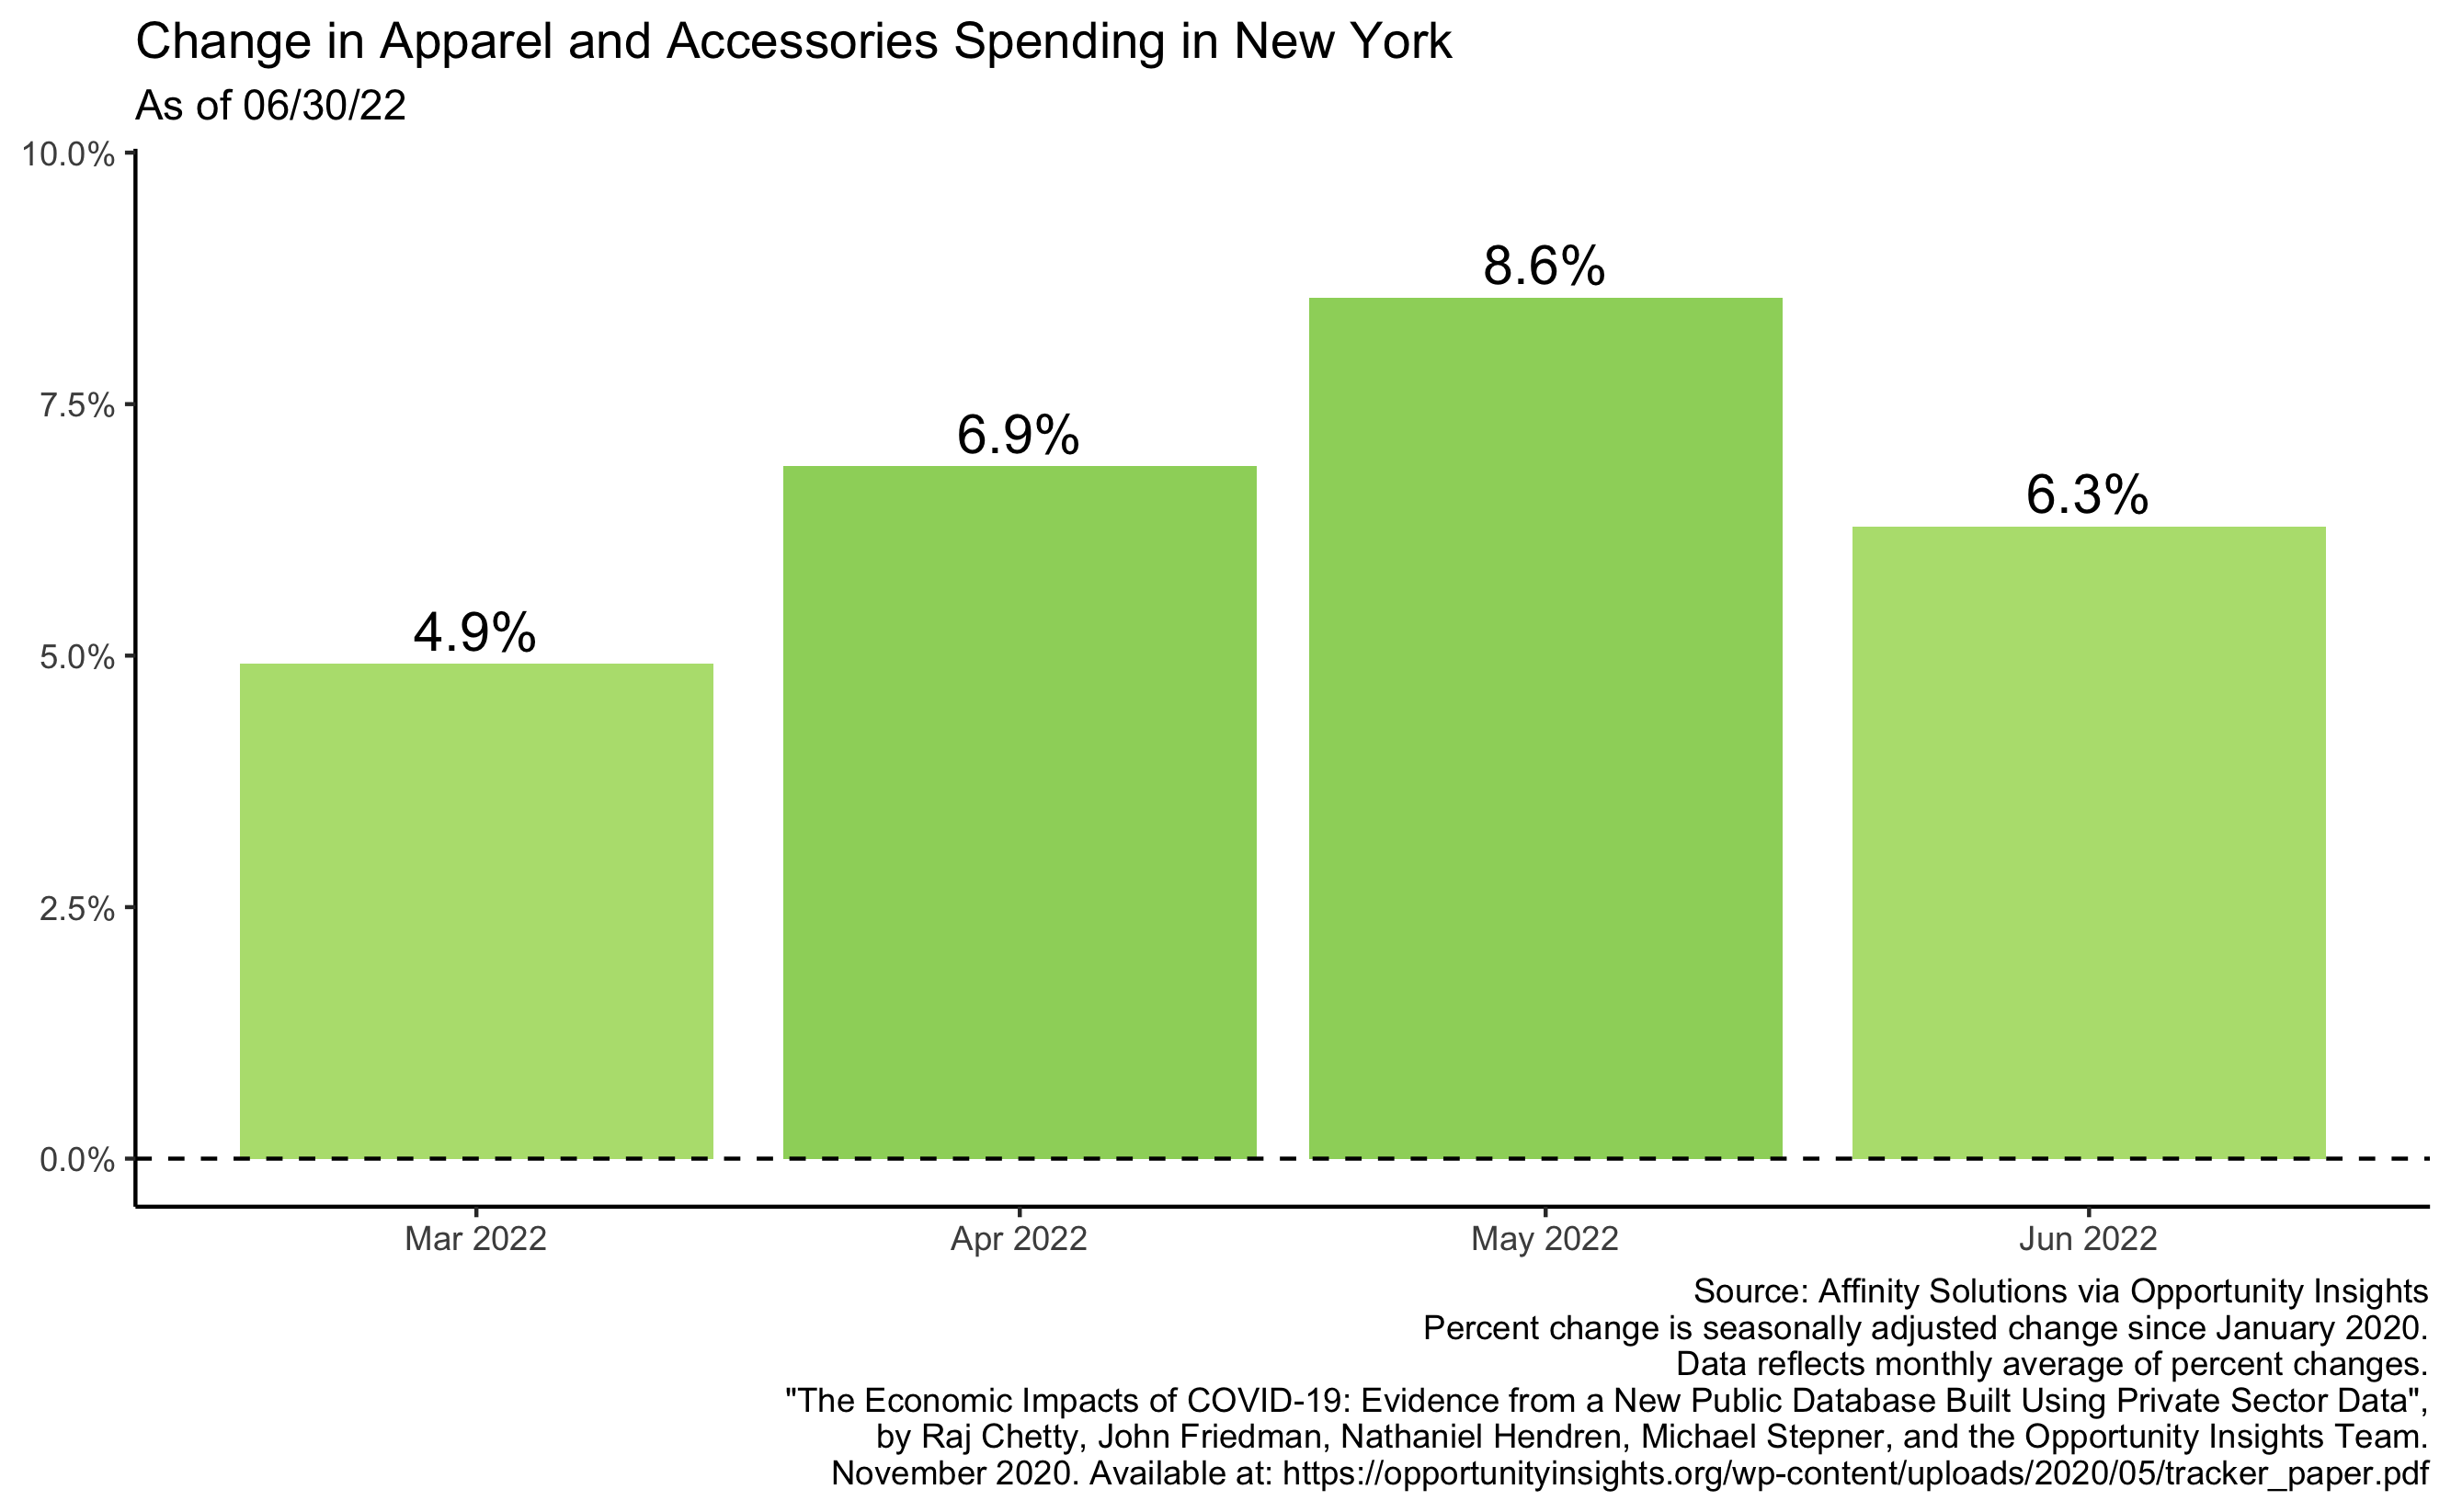 Change in Apparel and Accessories Spending in New York
As of 06/30/22
10.0%
7.5%
5.0%
2.5%
0.0%
4.9%
6.9%
8.6%
6.3%
Mar 2022
Apr 2022
May 2022
Jun 2022
Source: Affinity Solutions via Opportunity Insights
Percent change is seasonally adjusted change since January 2020.
Data reflects monthly average of percent changes.
"The Economic Impacts of COVID-19: Evidence from a New Public Database Built Using Private Sector Data",
by Raj Chetty, John Friedman, Nathaniel Hendren, Michael Stepner, and the Opportunity Insights Team.
November 2020. Available at: https://opportunityinsights.org/wp-content/uploads/2020/05/tracker_paper.pdf